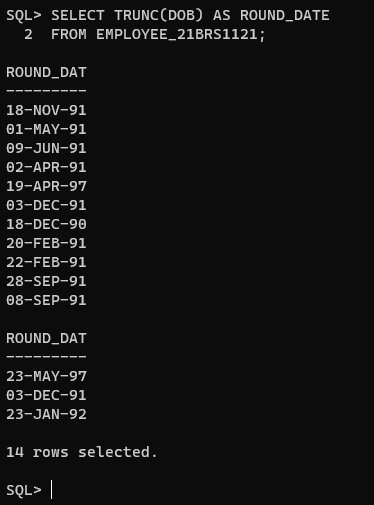 SQL> SELECT TRUNC(DOB) AS ROUND_DATE
  2  FROM EMPLOYEE_21BRS1121;
ROUND_DAT
---------
18-NOV-91
01-MAY-91
09-JUN-91
02-APR-91
19-APR-97
03-DEC-91
18-DEC-90
20-FEB-91
22-FEB-91
28-SEP-91
08-SEP-91
ROUND_DAT
---------
23-MAY-97
03-DEC-91
23-JAN-92
14 rows selected.
SQL>